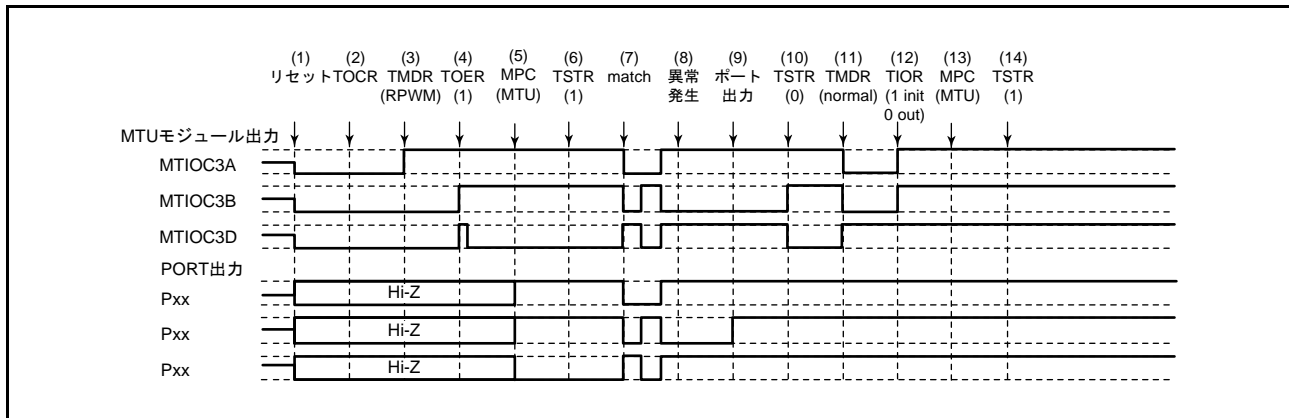 (1) (2) (3) (4) (5) (6) (7) (8) (9) (10) (11) (12) (13) (14)
リセット TOCR TMDR TOER MPC TSTR match 異常 ポート TSTR TMDR TIOR MPC TSTR
(RPWM) (1) (MTU) (1) 発生 出力 (0) (normal) (1 init (MTU) (1)
0 out)
MTUモジュール出力
MTIOC3A
MTIOC3B
MTIOC3D
PORT出力
Pxx Hi-Z
Pxx Hi-Z
Pxx Hi-Z